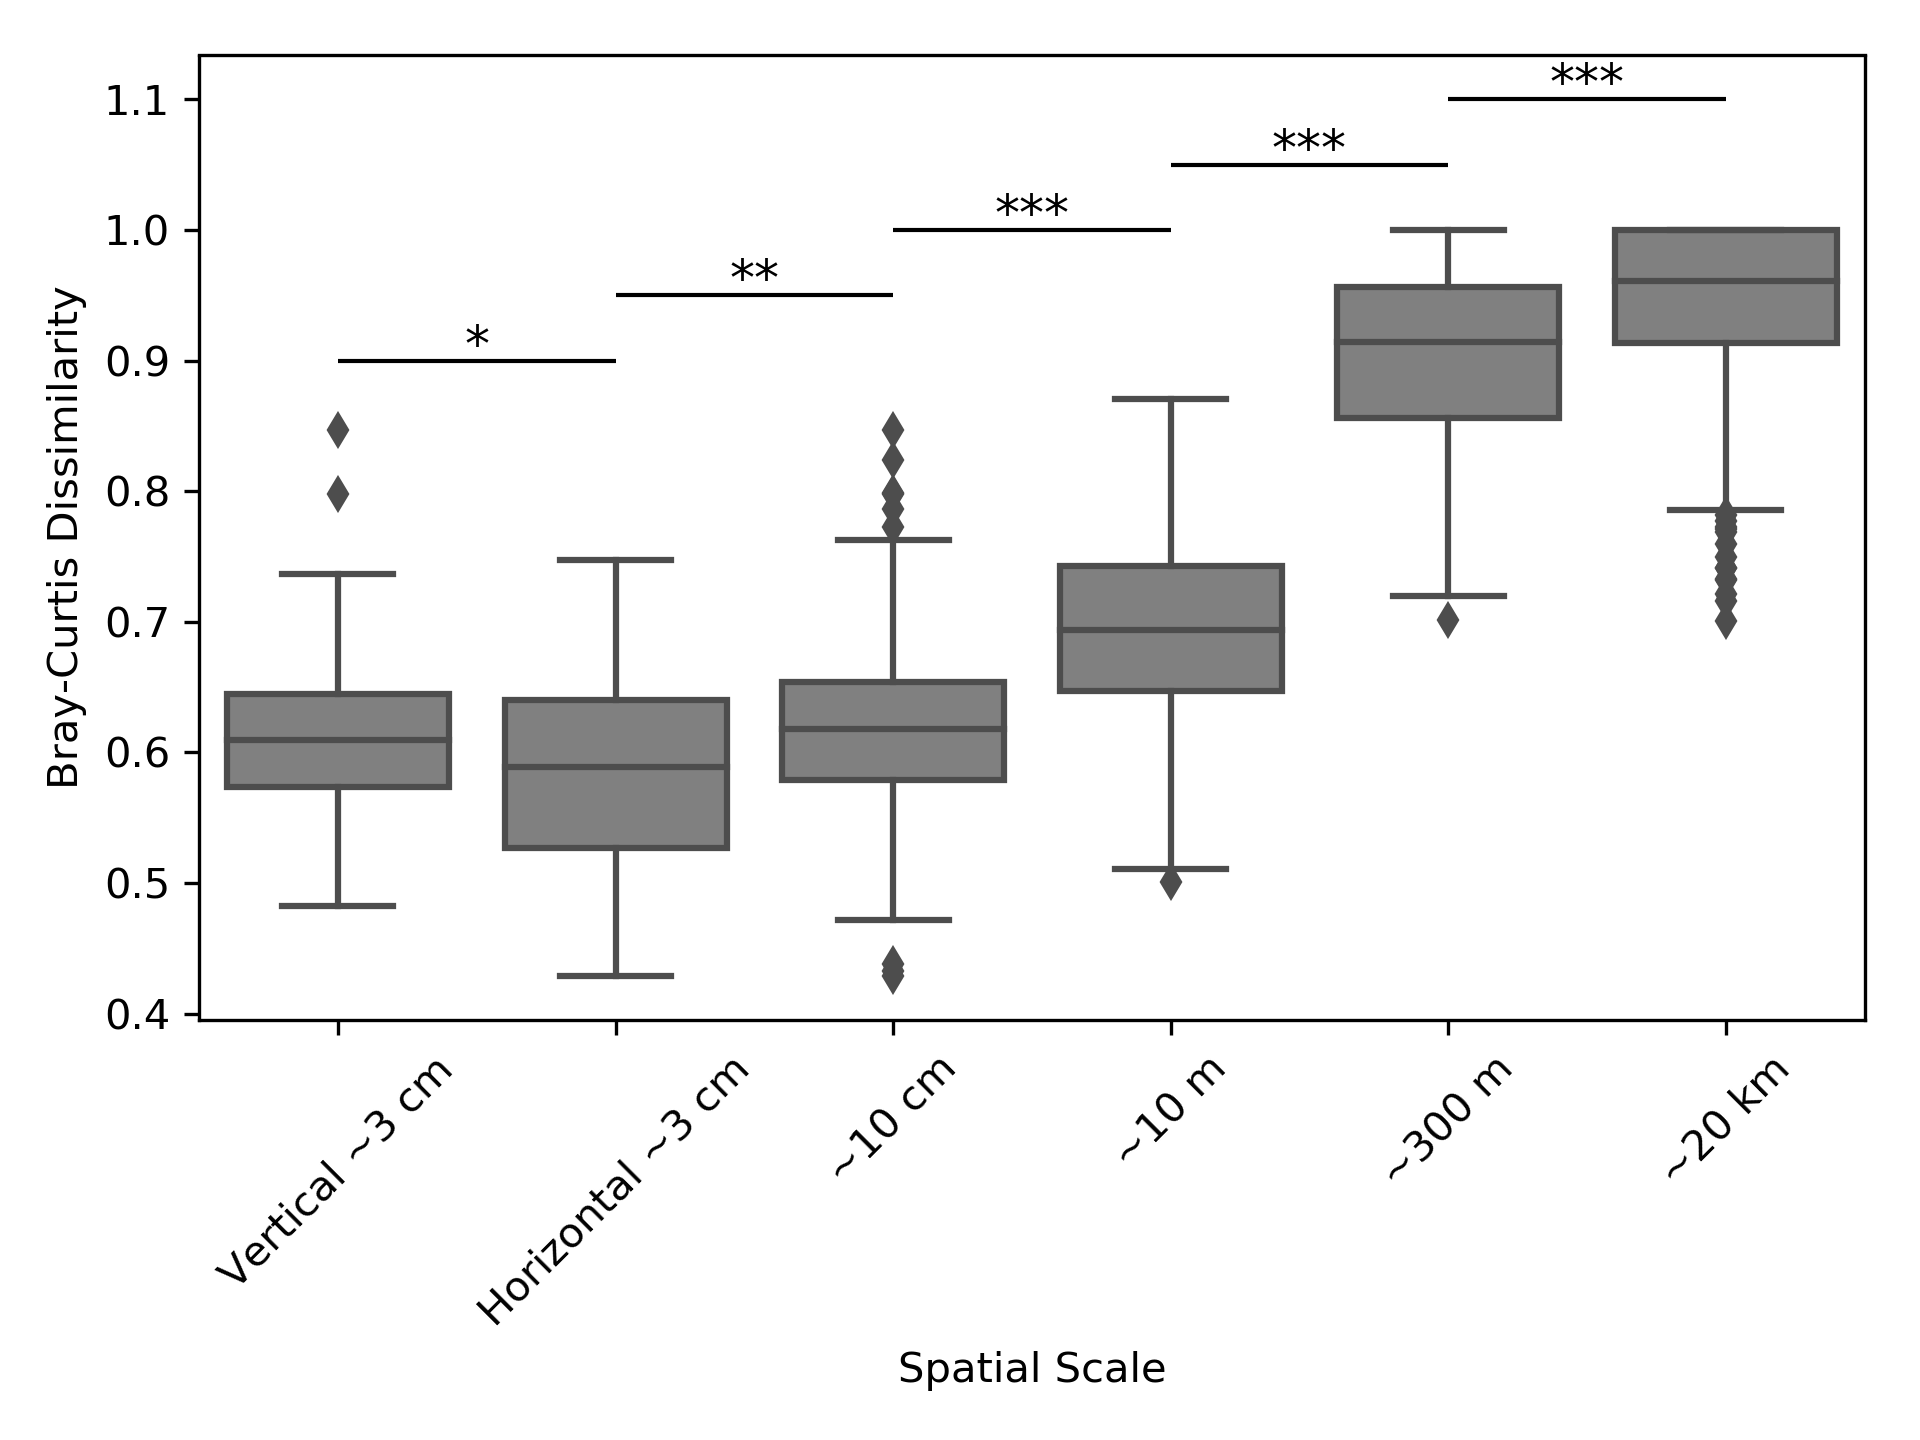 ***
1.1
***
***
1.0
**
*
0.9
0.8
0.7
0.6
0.5
0.4
Bray-Curtis Dissimilarity
Vertical ~3 cm
Horizontal ~3 cm
~10 cm
~10 m
~300 m
~20 km
Spatial Scale